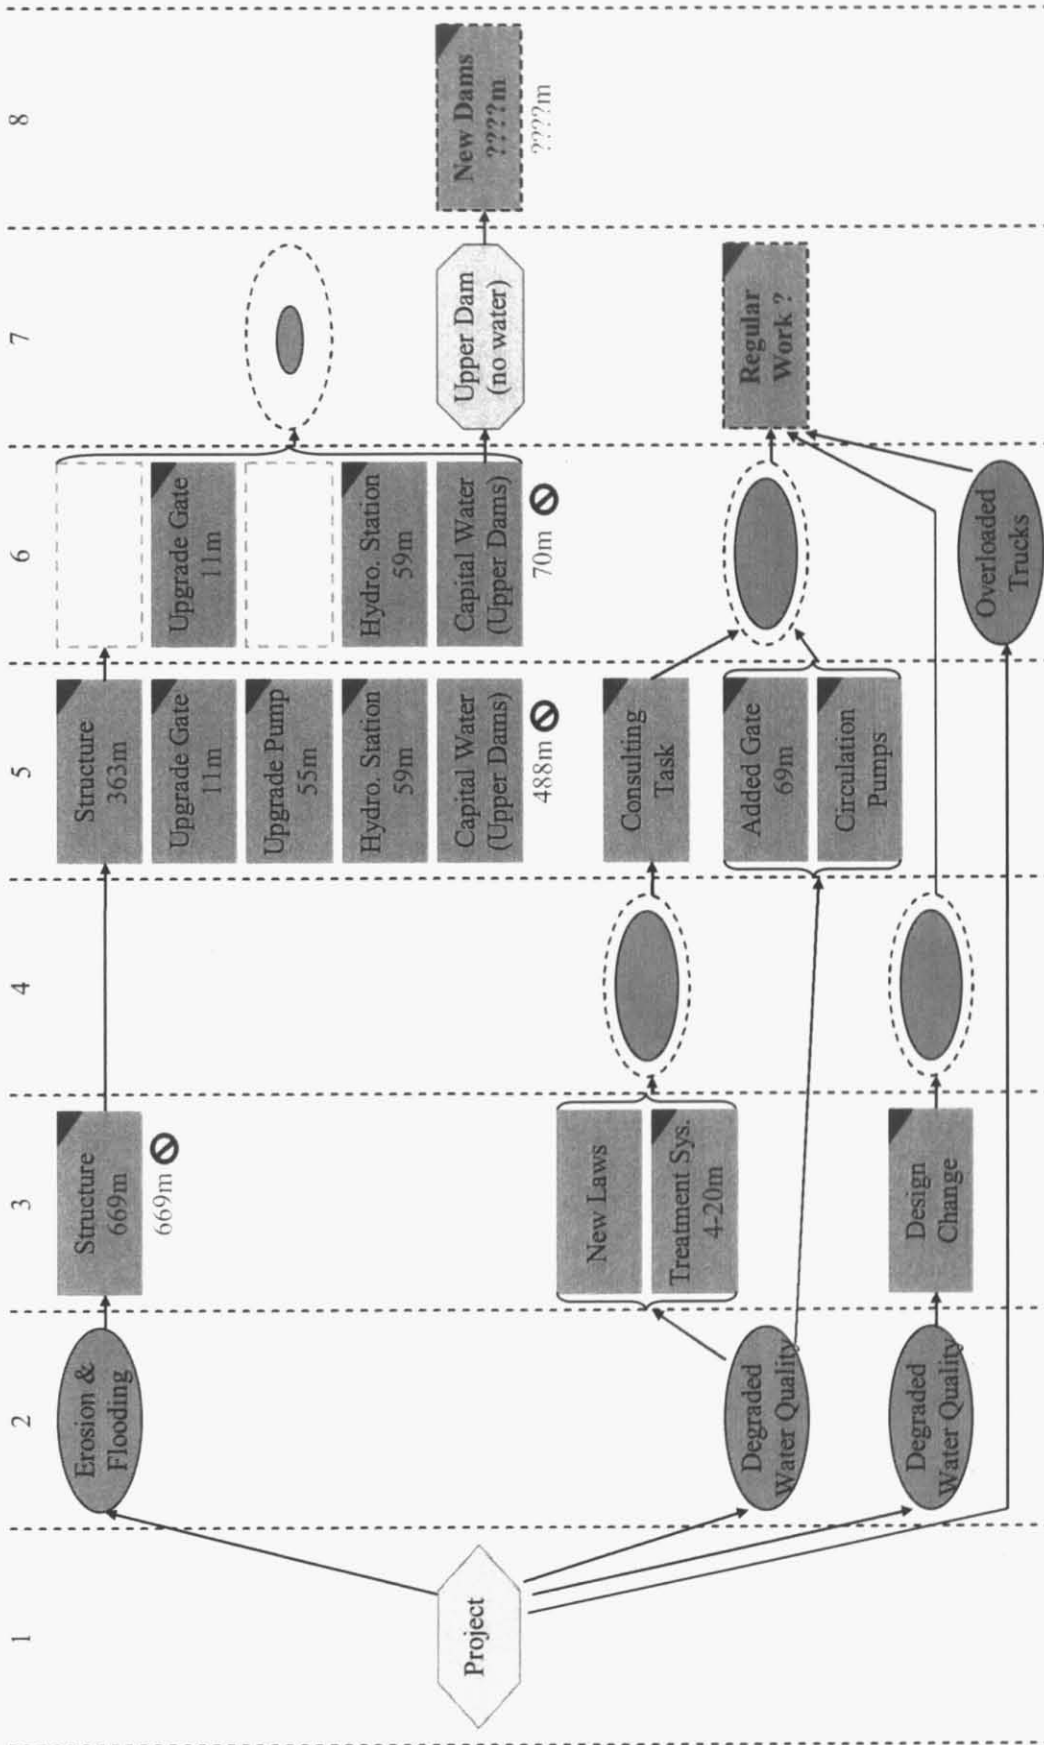 1
2
3
4
5
6
7
8
Project
Erosion &
Flooding
Degraded
Water Quality
Degraded
Water Quality
Structure
669m
669m
New Laws
Treatment Sys.
4-20m
Design
Change
Structure
363m
Upgrade Gate
11m
Upgrade Pump
55m
Hydro. Station
59m
Capital Water
(Upper Dams)
488m
Consulting
Task
Added Gate
69m
Circulation
Pumps
Upgrade Gate
11m
Hydro. Station
59m
Capital Water
(Upper Dams)
70m
Overloaded
Trucks
Upper Dam
(no water)
Regular
Work ?
New Dams
????m
????m